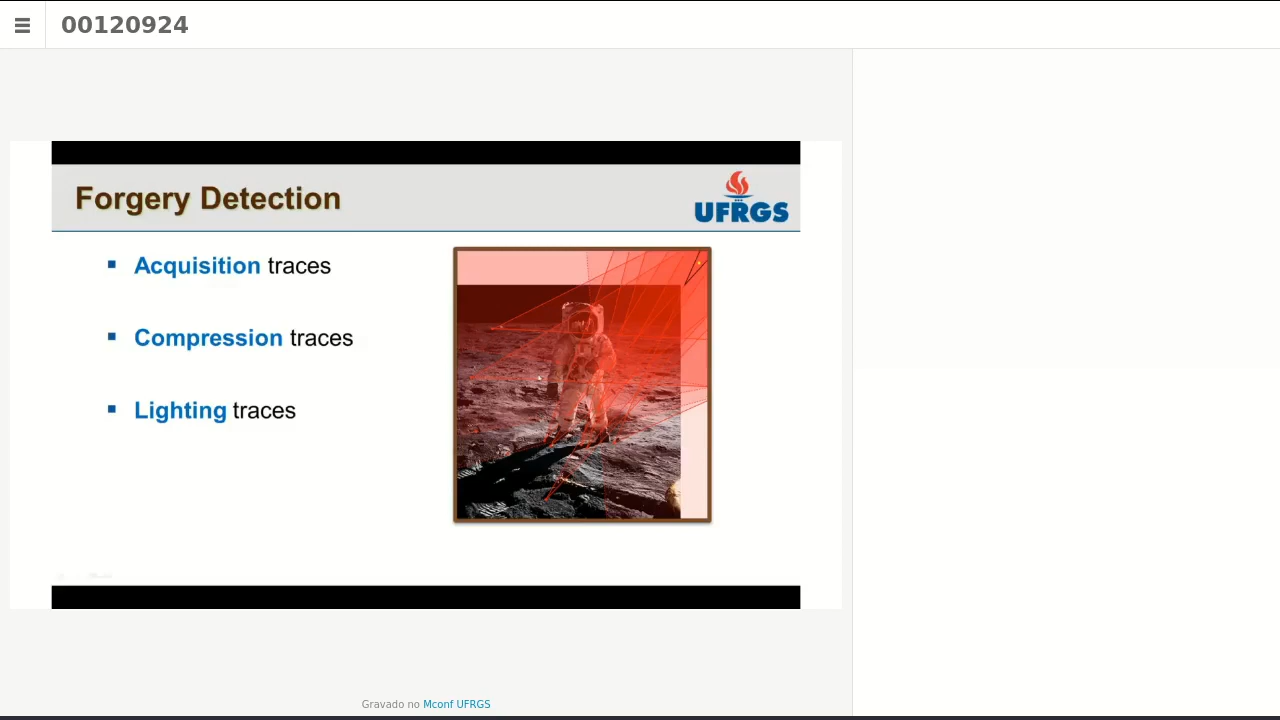 00120924
Forgery Detection
UFRGS
▪ Acquisition traces
▪ Compression traces
▪ Lighting traces
Gravado no Mconf UFRGS